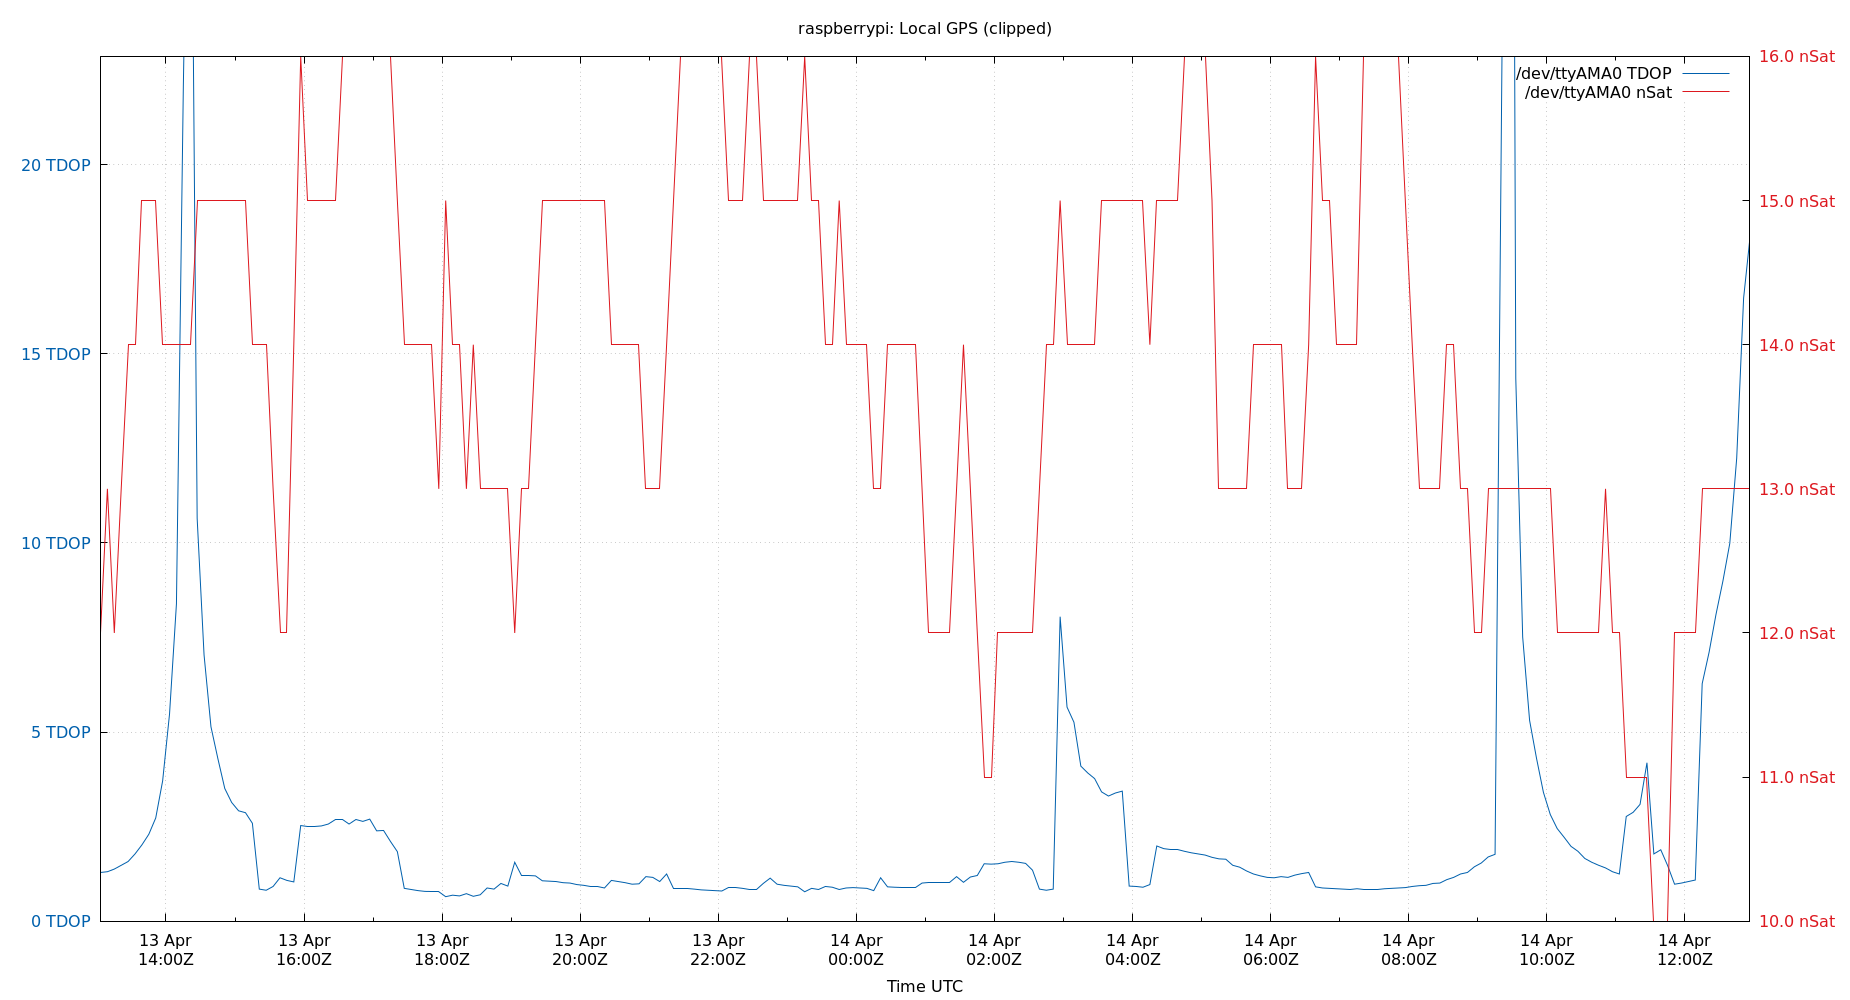 raspberrypi: Local GPS (clipped)
/dev/ttyAMA0 TDOP
/dev/ttyAMA0 nSat
20 TDOP
15 TDOP
10 TDOP
5 TDOP
0 TDOP
16.0 nSat
15.0 nSat
14.0 nSat
13.0 nSat
12.0 nSat
11.0 nSat
10.0 nSat
13 Apr 13 Apr 13 Apr 13 Apr 13 Apr 14 Apr 14 Apr 14 Apr 14 Apr 14 Apr 14 Apr 14 Apr
14:00Z 16:00Z 18:00Z 20:00Z 22:00Z 00:00Z 02:00Z 04:00Z 06:00Z 08:00Z 10:00Z 12:00Z
Time UTC